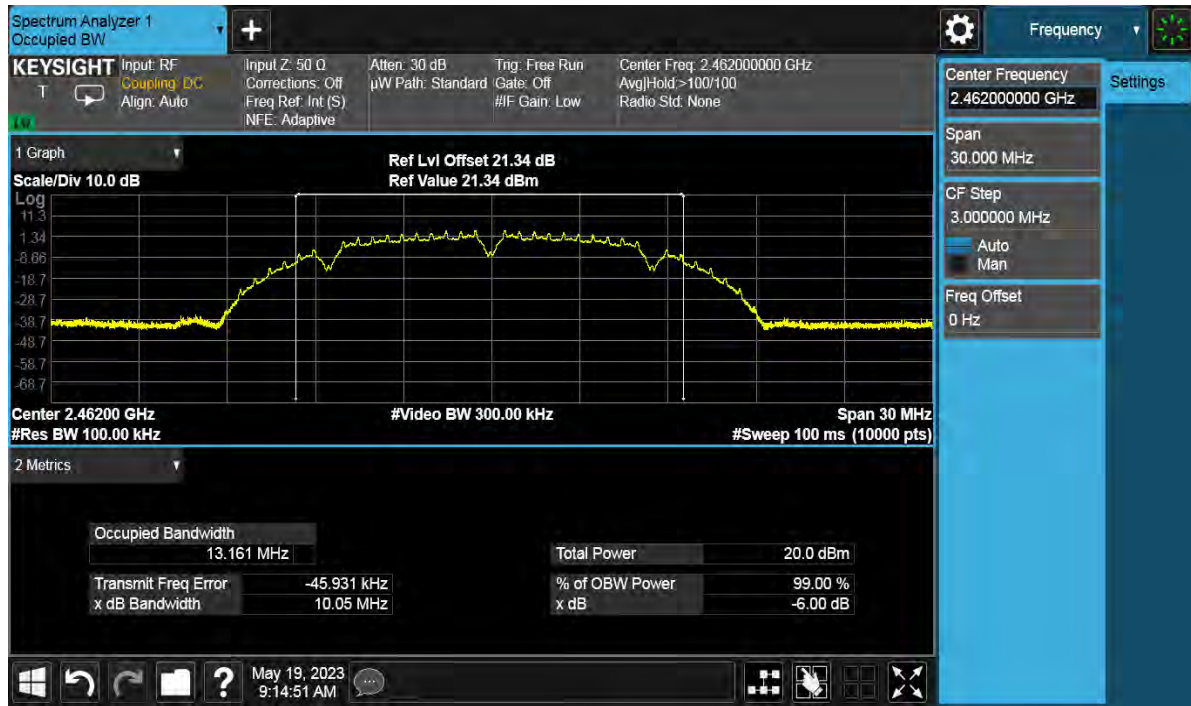 Spectrum Analyzer 1
Occupied BW
Frequency
KEYSIGHT
T
Input: RF
Coupling: DC
Align: Auto
Input Z: 50 Ω
Corrections: Off
Freq Ref: Int (S)
NFE: Adaptive
Atten: 30 dB
µW Path: Standard
Trig: Free Run
Gate: Off
#IF Gain: Low
Center Freq: 2.462000000 GHz
Avg|Hold:>100/100
Radio Std: None
Center Frequency
2.462000000 GHz
Settings
Span
30.000 MHz
CF Step
3.000000 MHz
Auto
Man
Freq Offset
0 Hz
1 Graph
Scale/Div 10.0 dB
Ref Lvl Offset 21.34 dB
Ref Value 21.34 dBm
Log
11.3
1.34
-8.66
-18.7
-28.7
-38.7
-48.7
-58.7
-68.7
Center 2.46200 GHz
#Video BW 300.00 kHz
Span 30 MHz
#Res BW 100.00 kHz
#Sweep 100 ms (10000 pts)
2 Metrics
Occupied Bandwidth
13.161 MHz
Total Power 20.0 dBm
Transmit Freq Error -45.931 kHz
% of OBW Power 99.00 %
x dB Bandwidth 10.05 MHz
x dB -6.00 dB
?
May 19, 2023
9:14:51 AM